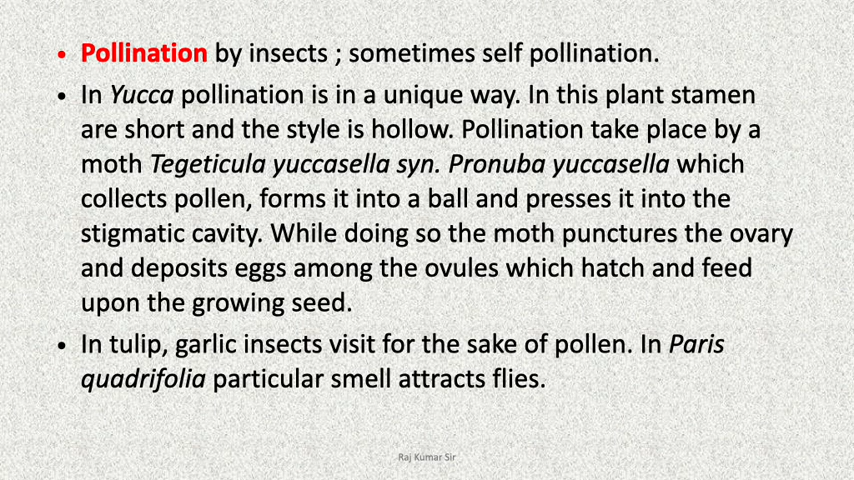 • Pollination by insects ; sometimes self pollination.
• In Yucca pollination is in a unique way. In this plant stamen
are short and the style is hollow. Pollination take place by a
moth Tegeticula yuccasella syn. Pronuba yuccasella which
collects pollen, forms it into a ball and presses it into the
stigmatic cavity. While doing so the moth punctures the ovary
and deposits eggs among the ovules which hatch and feed
upon the growing seed.
• In tulip, garlic insects visit for the sake of pollen. In Paris
quadrifolia particular smell attracts flies.
Raj Kumar Sir